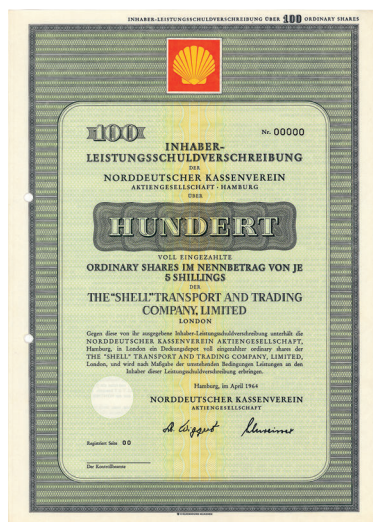 INHABER-LEISTUNGSSCHULDVERSCHREIBUNG ÜBER 100 ORDINARY SHARES
100
Nr. 00000
INHABER-
LEISTUNGSSCHULDVERSCHREIBUNG
DER
NORDDEUTSCHER KASSENVEREIN
AKTIENGESELLSCHAFT · HAMBURG
ÜBER
HUNDERT
VOLL EINGEZAHLTE
ORDINARY SHARES IM NENNBETRAG VON JE
5 SHILLINGS
DER
THE "SHELL" TRANSPORT AND TRADING
COMPANY, LIMITED
LONDON
Gegen diese von ihr ausgegebene Inhaber-Leistungsschuldverschreibung unterhält die
NORDDEUTSCHER KASSENVEREIN AKTIENGESELLSCHAFT,
Hamburg, in London ein Deckungsdepot voll eingezahlter ordinary shares der
THE "SHELL" TRANSPORT AND TRADING COMPANY, LIMITED,
London, und wird nach Maßgabe der umstehenden Bedingungen Leistungen an den
Inhaber dieser Leistungsschuldverschreibung erbringen.
Hamburg, im April 1964
NORDDEUTSCHER KASSENVEREIN
AKTIENGESELLSCHAFT
Registriert Seite 00
Der Kontrollbeamte